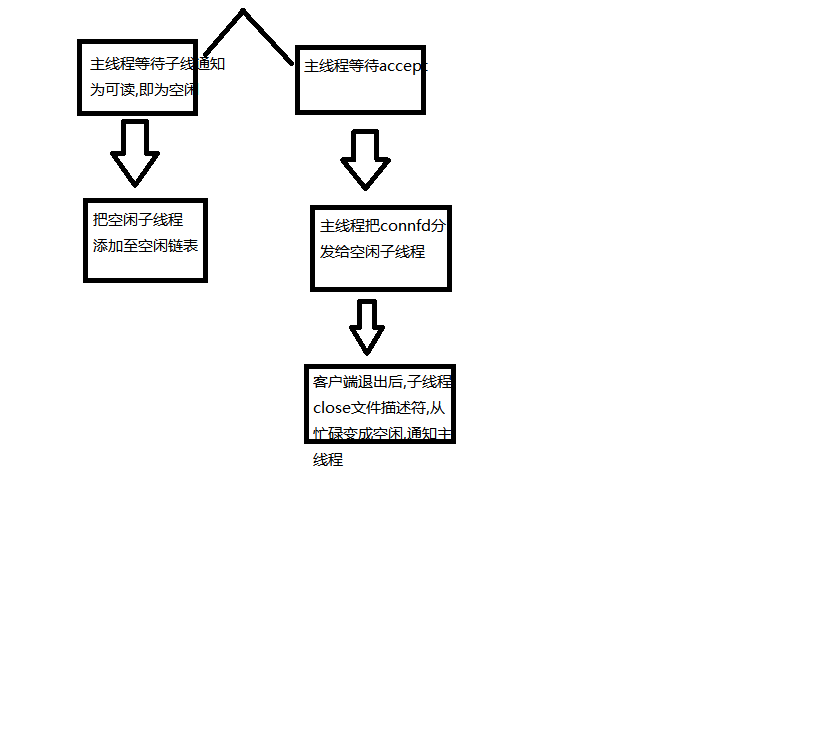 主线程等待子线通知
为可读,即为空闲
主线程等待accept
把空闲子线程
添加至空闲链表
主线程把connfd分
发给空闲子线程
客户端退出后,子线程
close文件描述符,从
忙碌变成空闲,通知主
线程